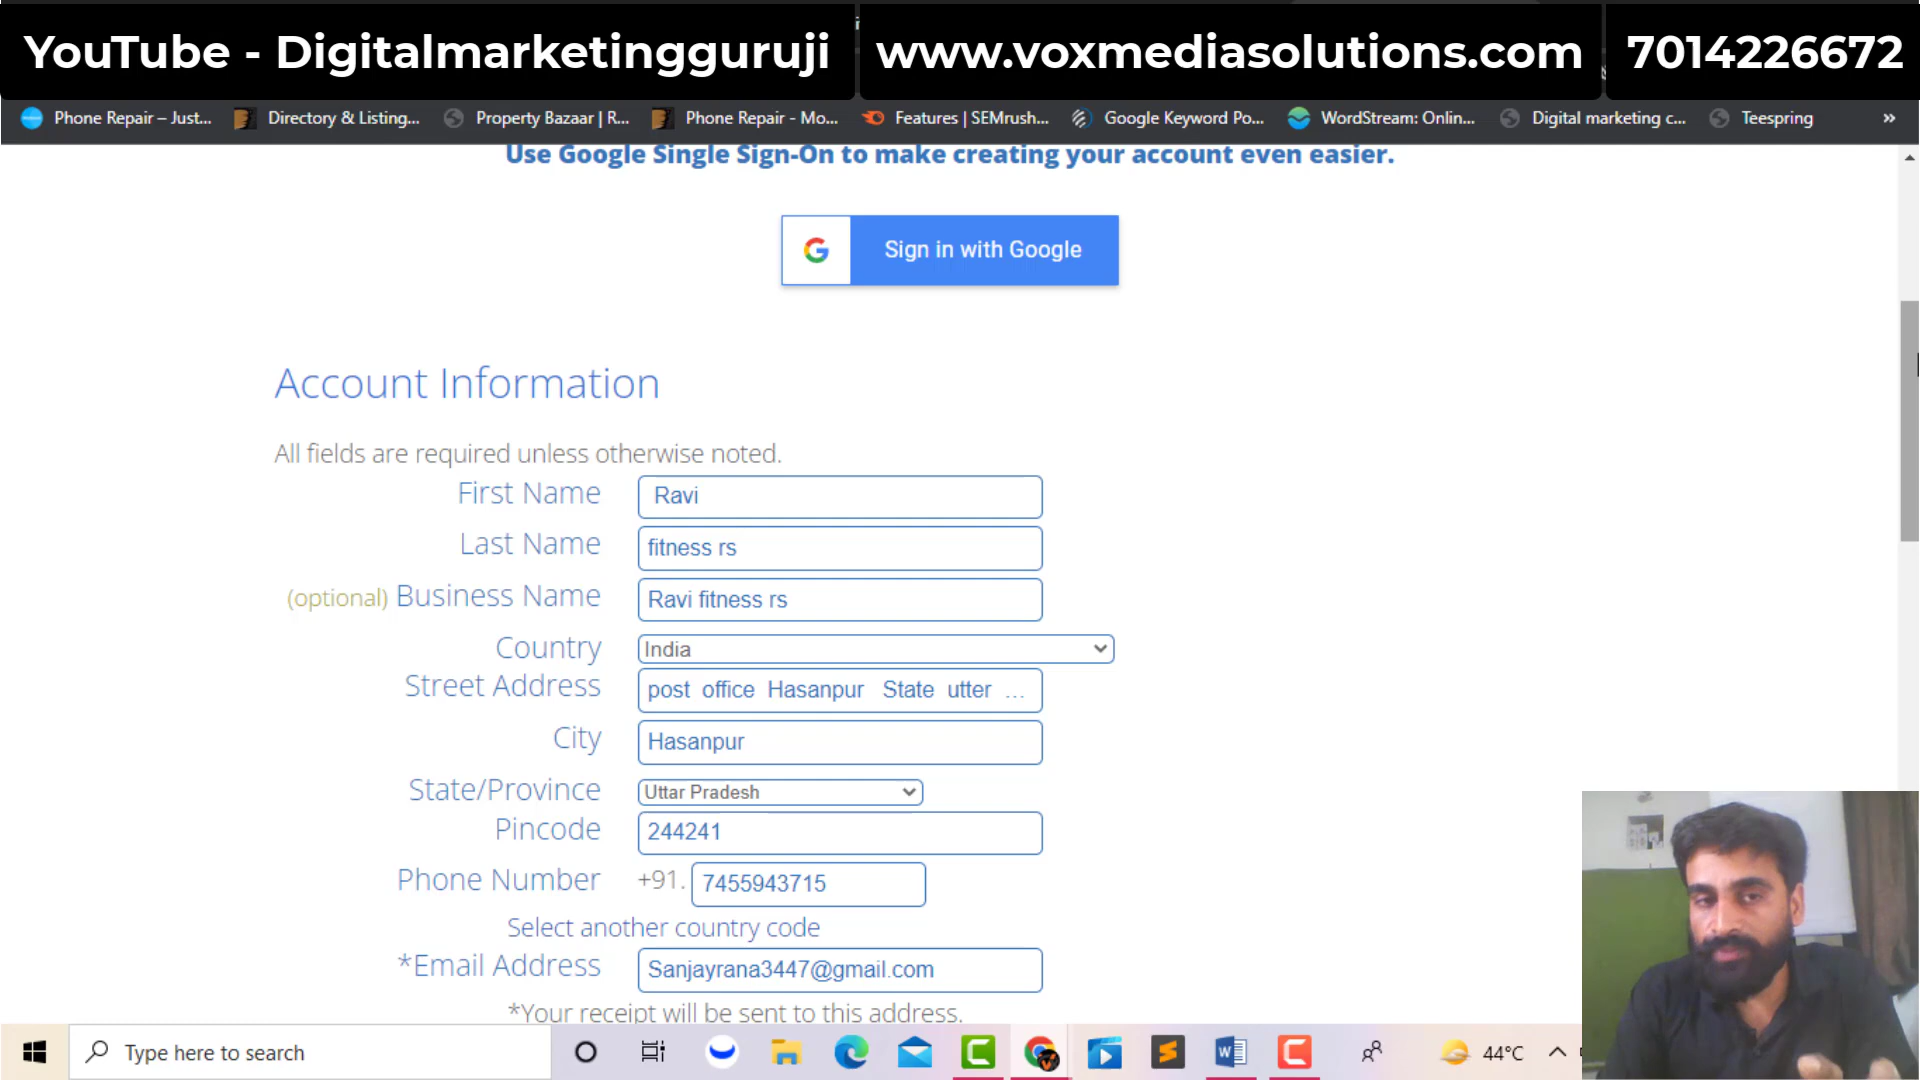 YouTube - Digitalmarketingguruji www.voxmediasolutions.com 7014226672
Phone Repair – Just... Directory & Listing... Property Bazaar | R... Phone Repair - Mo... Features | SEMrush... Google Keyword Po... WordStream: Onlin... Digital marketing c... Teespring »
Use Google Single Sign-On to make creating your account even easier.
Sign in with Google
Account Information
All fields are required unless otherwise noted.
First Name Ravi
Last Name fitness rs
(optional) Business Name Ravi fitness rs
Country India
Street Address post office Hasanpur State utter ...
City Hasanpur
State/Province Uttar Pradesh
Pincode 244241
Phone Number +91. 7455943715
Select another country code
*Email Address Sanjayrana3447@gmail.com
*Your receipt will be sent to this address.
Type here to search 44°C